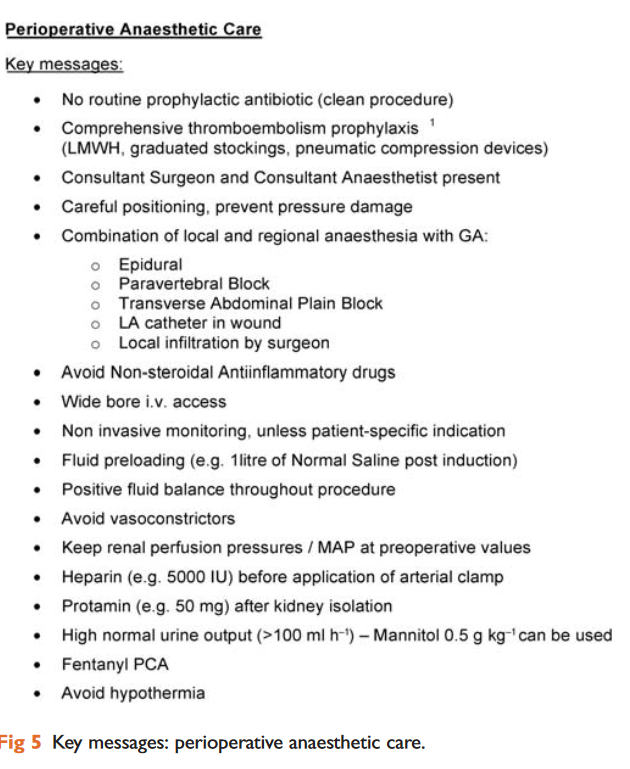 Perioperative Anaesthetic Care
Key messages:
• No routine prophylactic antibiotic (clean procedure)
• Comprehensive thromboembolism prophylaxis ¹
(LMWH, graduated stockings, pneumatic compression devices)
• Consultant Surgeon and Consultant Anaesthetist present
• Careful positioning, prevent pressure damage
• Combination of local and regional anaesthesia with GA:
o Epidural
o Paravertebral Block
o Transverse Abdominal Plain Block
o LA catheter in wound
o Local infiltration by surgeon
• Avoid Non-steroidal Antiinflammatory drugs
• Wide bore i.v. access
• Non invasive monitoring, unless patient-specific indication
• Fluid preloading (e.g. 1litre of Normal Saline post induction)
• Positive fluid balance throughout procedure
• Avoid vasoconstrictors
• Keep renal perfusion pressures / MAP at preoperative values
• Heparin (e.g. 5000 IU) before application of arterial clamp
• Protamin (e.g. 50 mg) after kidney isolation
• High normal urine output (>100 ml h⁻¹) – Mannitol 0.5 g kg⁻¹ can be used
• Fentanyl PCA
• Avoid hypothermia
Fig 5 Key messages: perioperative anaesthetic care.